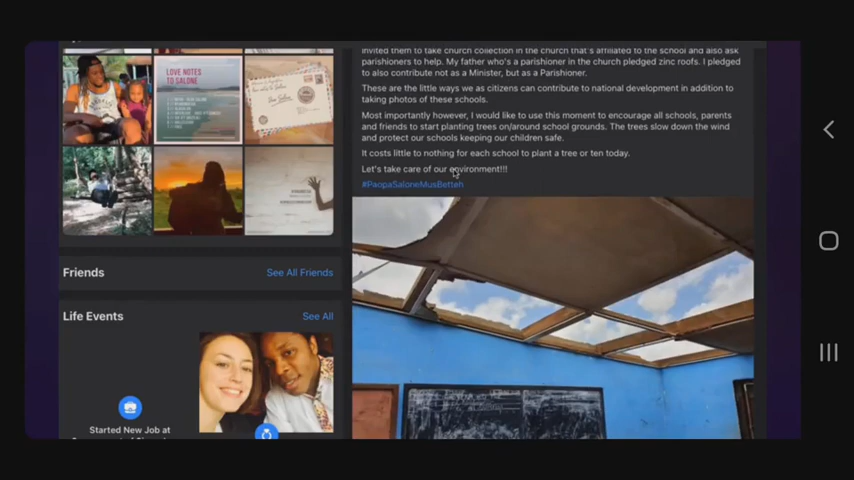 invited them to take church collection in the church that's affiliated to the school and also ask
parishioners to help. My father who's a parishioner in the church pledged zinc roofs. I pledged
to also contribute not as a Minister, but as a Parishioner.
These are the little ways we as citizens can contribute to national development in addition to
taking photos of these schools.
Most importantly however, I would like to use this moment to encourage all schools, parents
and friends to start planting trees on/around school grounds. The trees slow down the wind
and protect our schools keeping our children safe.
It costs little to nothing for each school to plant a tree or ten today.
Let's take care of our environment!!!
#PaopaSaloneMusBetteh
LOVE NOTES
TO SALONE
Friends
See All Friends
Life Events
See All
Started New Job at